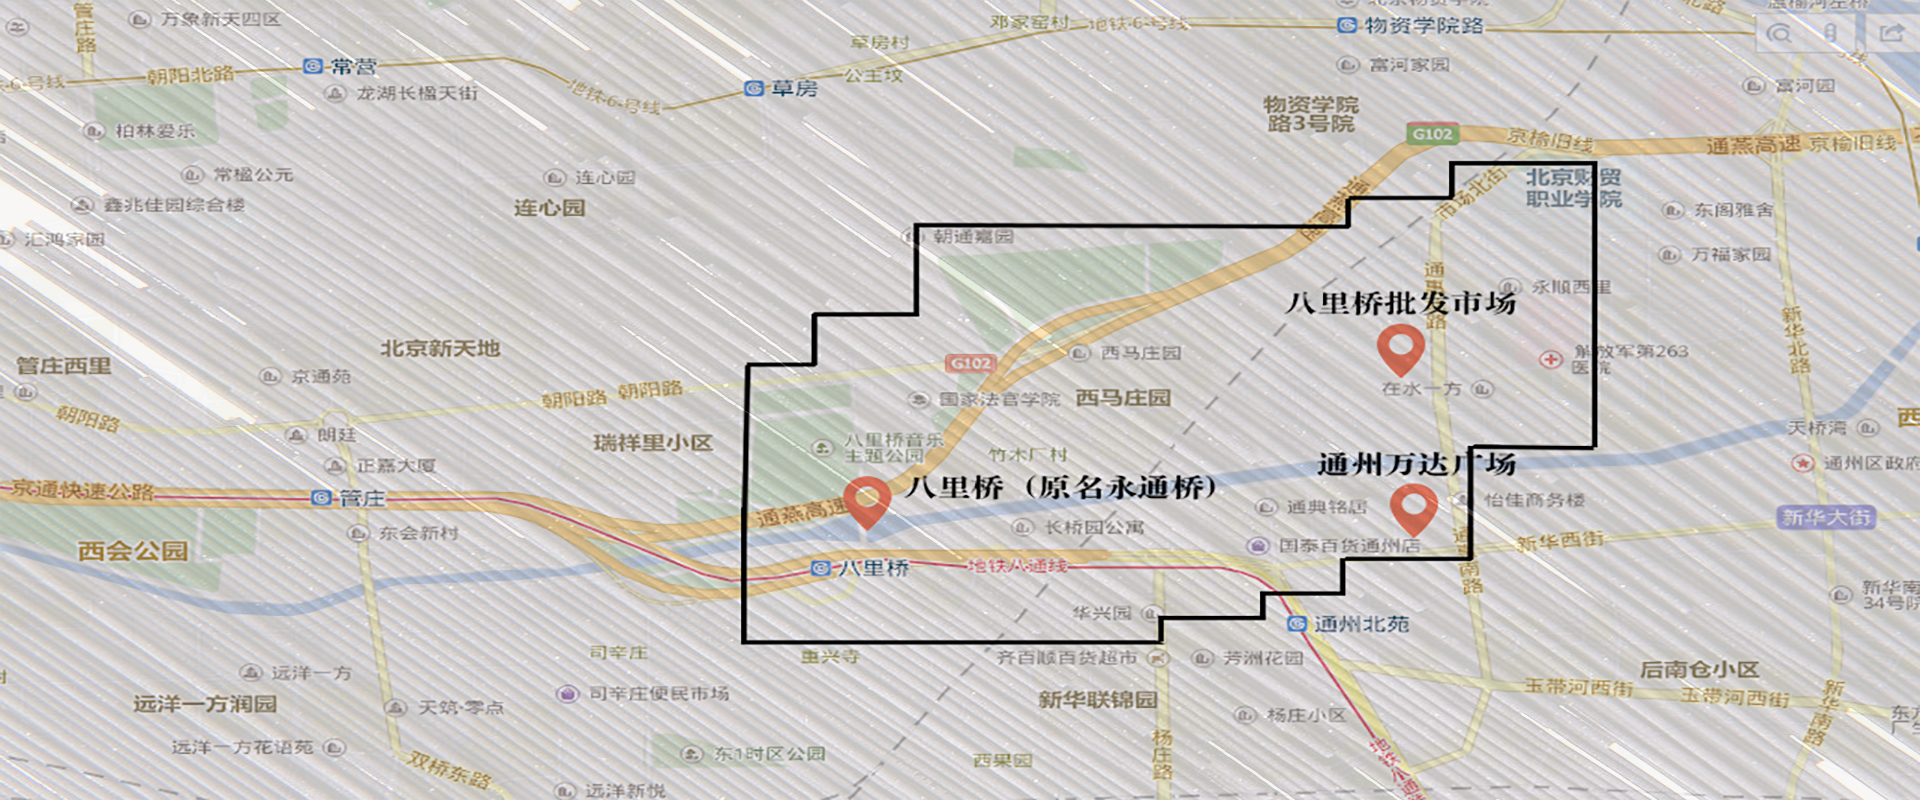 管庄路
万象新天四区
邓家窑村
地铁6号线
物资学院路
草房村
公主坟
富河家园
常营
朝阳北路
龙湖长楹天街
地铁6号线
草房
富河园
柏林爱乐
物资学院
路3号院
G102
京榆旧线
通燕高速
京榆旧线
常楹公元
连心园
北京财贸
职业学院
鑫兆佳园综合楼
连心园
市场北街
东阁雅舍
汇鸿家园
朝通嘉园
万福家园
永顺西里
八里桥批发市场
新华北路
北京新天地
管庄西里
G102
西马庄园
解放军第263
医院
京通苑
朝阳路
朝阳路
国家法官学院
西马庄园
在水一方
朝阳路
朗廷
瑞祥里小区
八里桥音乐
主题公园
竹木厂村
天桥湾
正嘉大厦
通州万达广场
通州区政府
京通快速公路
管庄
通燕高速
八里桥（原名永通桥）
通典铭居
怡佳商务楼
长桥园公寓
新华大街
东会新村
西会公园
国泰百货通州店
新华西街
八里桥
地铁八通线
华兴园
通州北苑
新华南
34号院
司辛庄
重兴寺
齐百顺百货超市
芳洲花园
后南仓小区
远洋一方
司辛庄便民市场
新华联锦园
玉带河西街
玉带河西街
远洋一方润园
天筑·零点
杨庄小区
新华南路
远洋一方花语苑
东1时区公园
西果园
杨庄路
双桥东路
远洋新悦